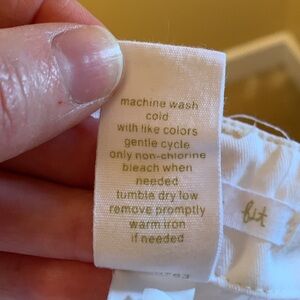 machine wash
cold
with like colors
gentle cycle
only non-chlorine
bleach when
needed
tumble dry low
remove promptly
warm iron
if needed
fit